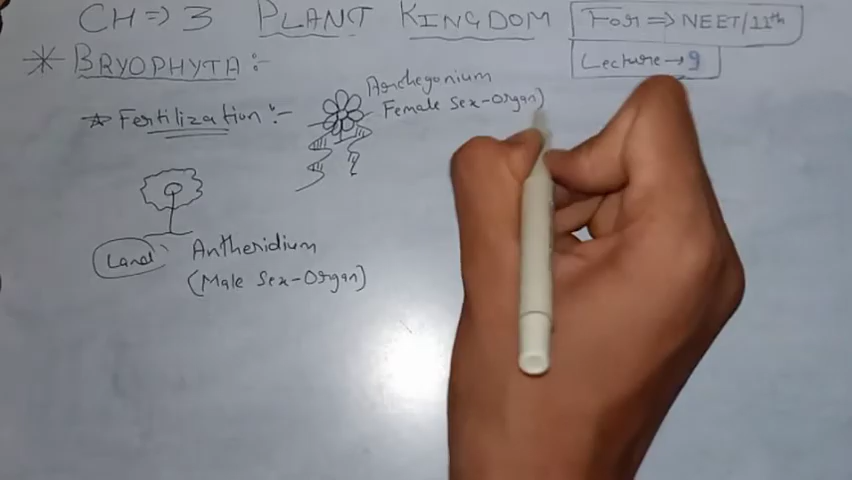 CH => 3 PLANT KINGDOM
For => NEET/11th
Lecture → 9
* BRYOPHYTA :-
* Fertilization :-
Archegonium
Female Sex-Organ)
Land
Antheridium
(Male Sex-Organ)